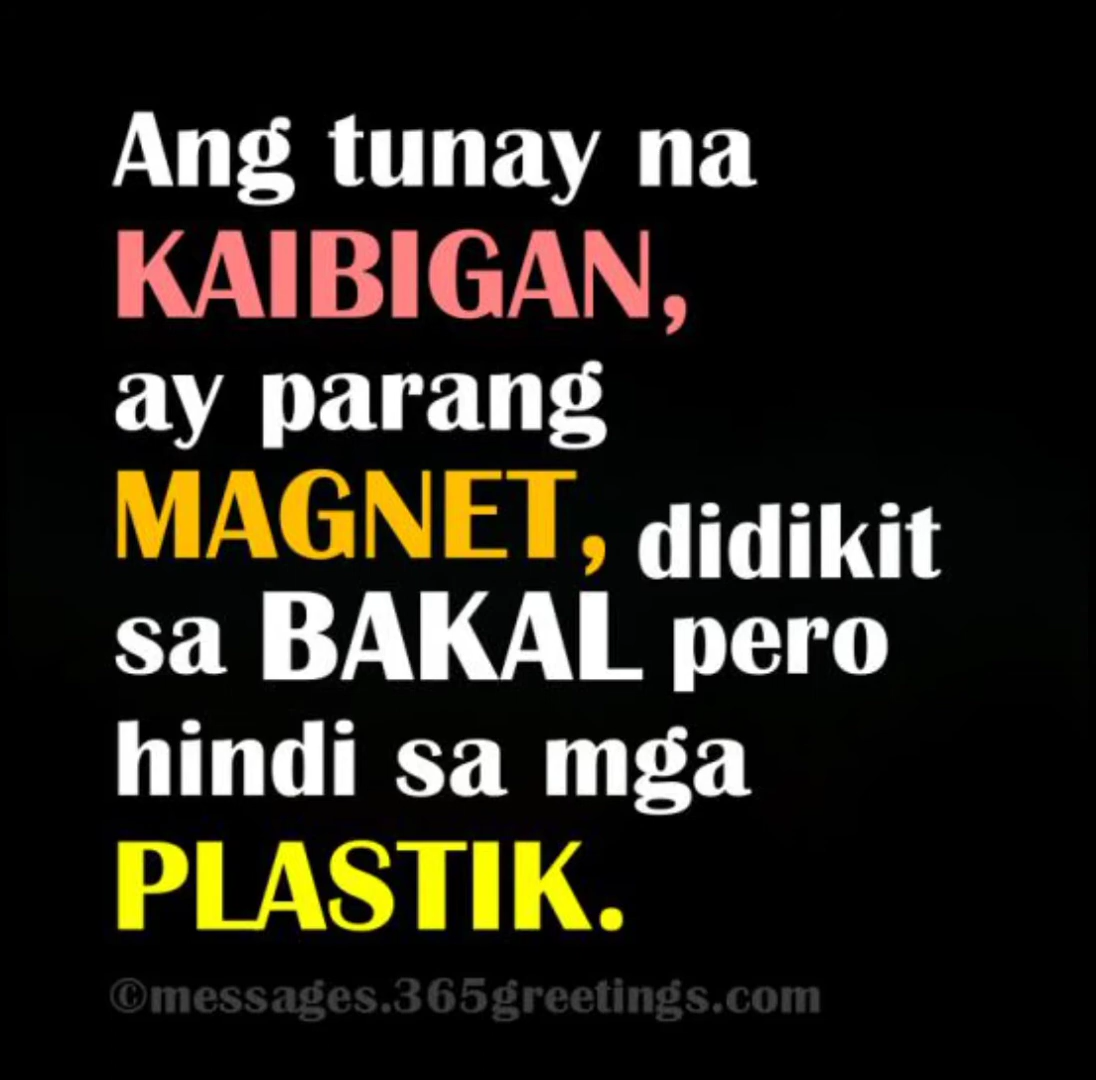 Ang tunay na
KAIBIGAN,
ay parang
MAGNET, didikit
sa BAKAL pero
hindi sa mga
PLASTIK.
©messages.365greetings.com